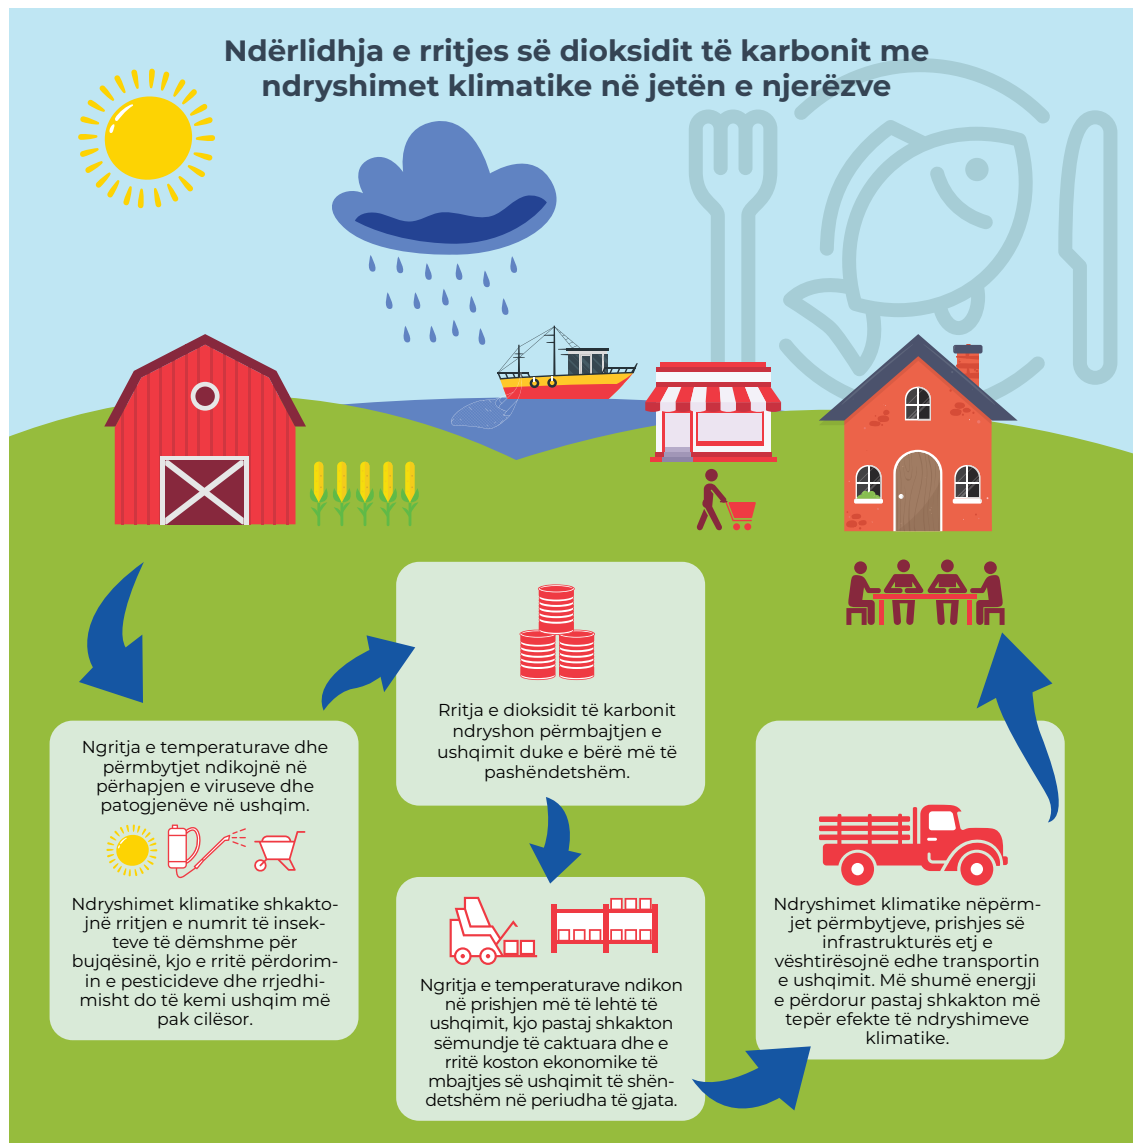 Ndërlidhja e rritjes së dioksidit të karbonit me
ndryshimet klimatike në jetën e njerëzve
Ngritja e temperaturave dhe
përmbytjet ndikojnë në
përhapjen e viruseve dhe
patogjenëve në ushqim.
Ndryshimet klimatike shkakto-
jnë rritjen e numrit të insek-
teve të dëmshme për
bujqësinë, kjo e rritë përdorim-
in e pesticideve dhe rrjedhi-
misht do të kemi ushqim më
pak cilësor.
Rritja e dioksidit të karbonit
ndryshon përmbajtjen e
ushqimit duke e bërë më të
pashëndetshëm.
Ngritja e temperaturave ndikon
në prishjen më të lehtë të
ushqimit, kjo pastaj shkakton
sëmundje të caktuara dhe e
rritë koston ekonomike të
mbajtjes së ushqimit të shën-
detshëm në periudha të gjata.
Ndryshimet klimatike nëpërm-
jet përmbytjeve, prishjes së
infrastrukturës etj e
vështirësojnë edhe transportin
e ushqimit. Më shumë energji
e përdorur pastaj shkakton më
tepër efekte të ndryshimeve
klimatike.